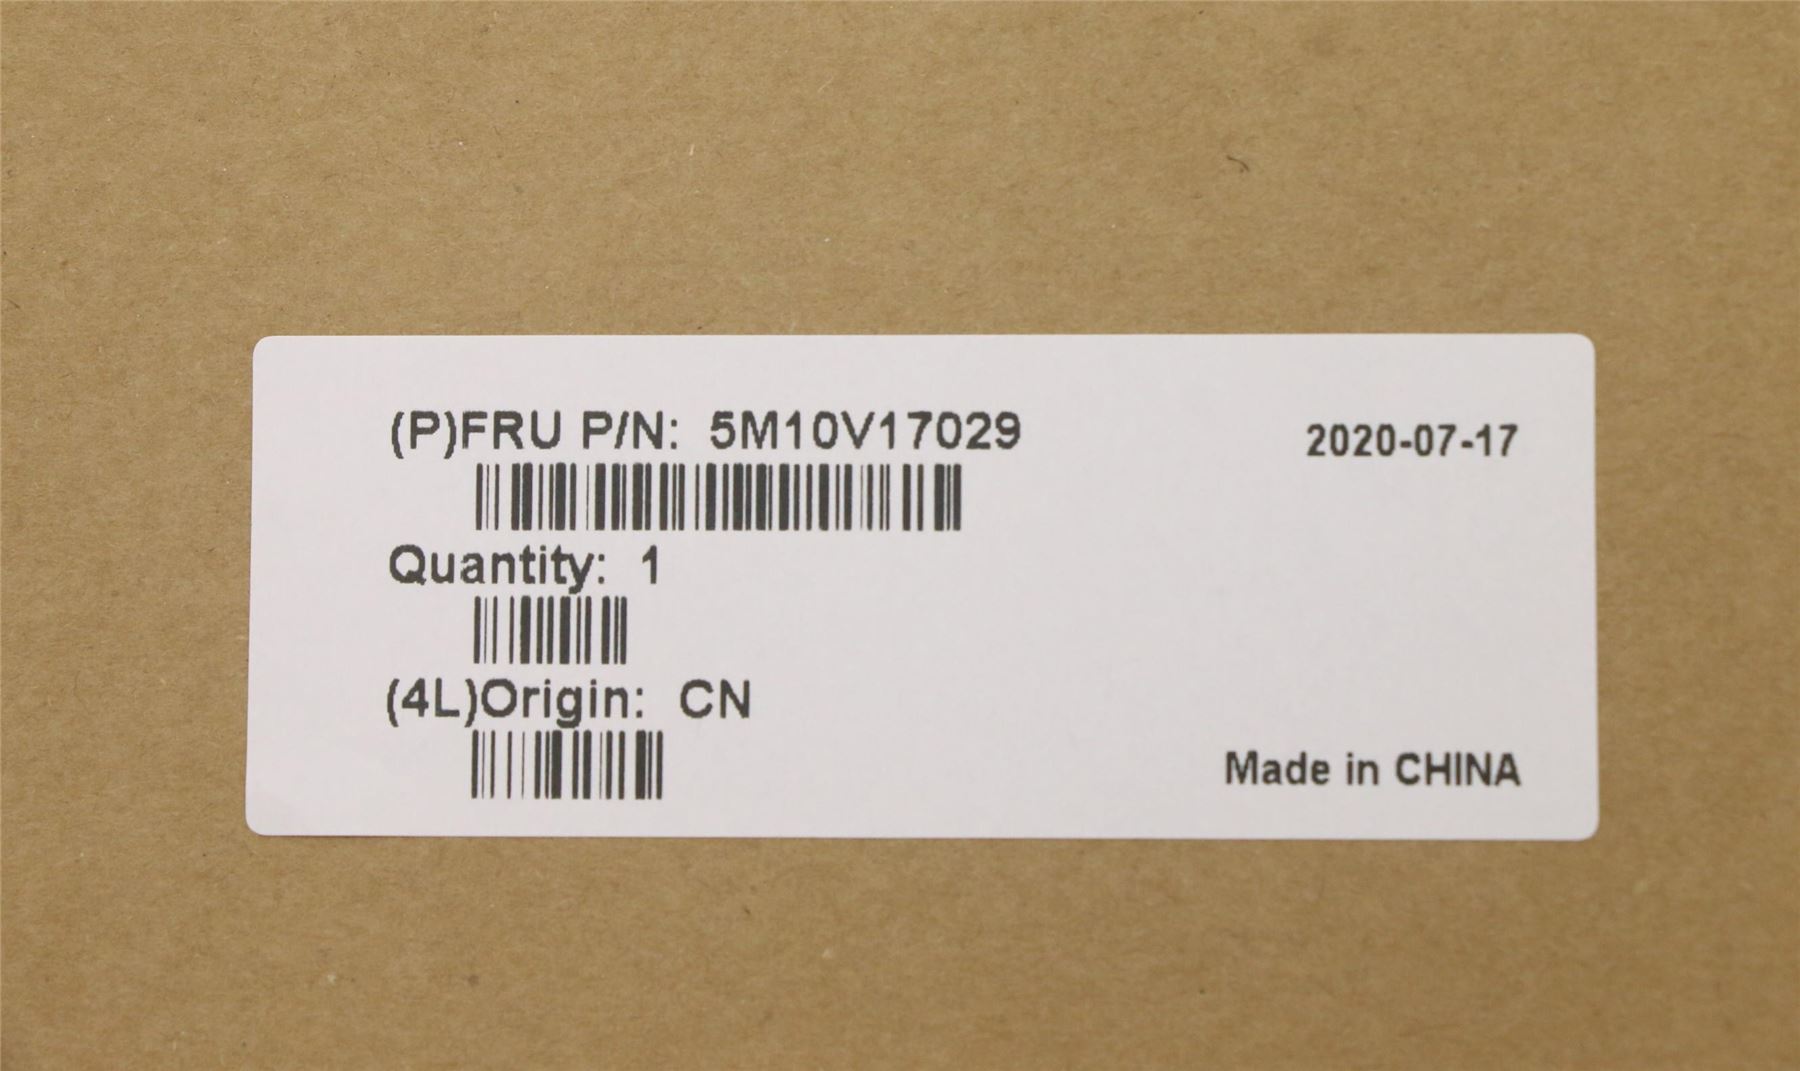 (P)FRU P/N: 5M10V17029
2020-07-17
Quantity: 1
(4L)Origin: CN
Made in CHINA